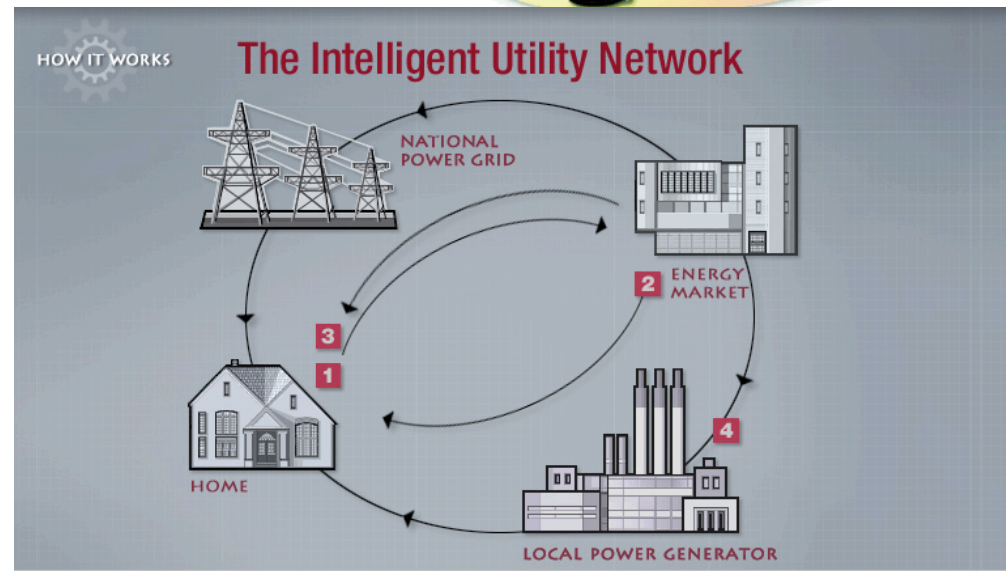 HOW IT WORKS
The Intelligent Utility Network
NATIONAL
POWER GRID
2
ENERGY
MARKET
3
1
4
HOME
LOCAL POWER GENERATOR